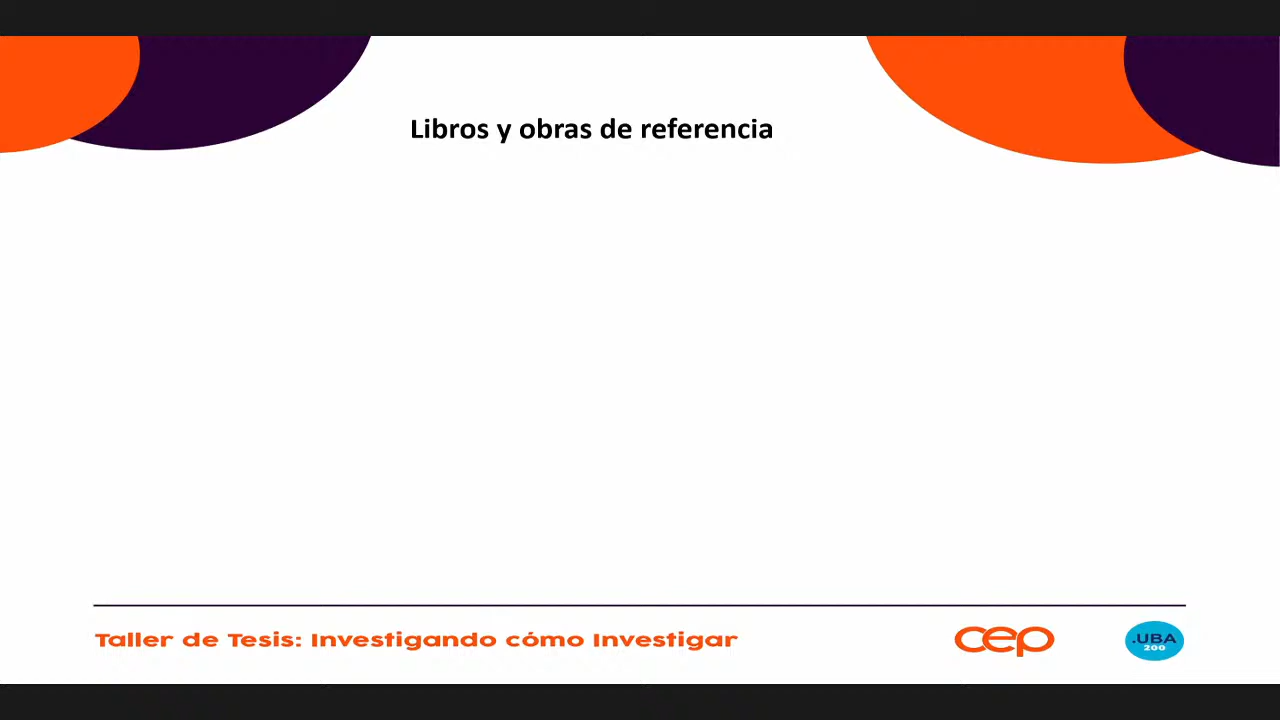 Libros y obras de referencia
Taller de Tesis: Investigando cómo Investigar
cep
.UBA
200